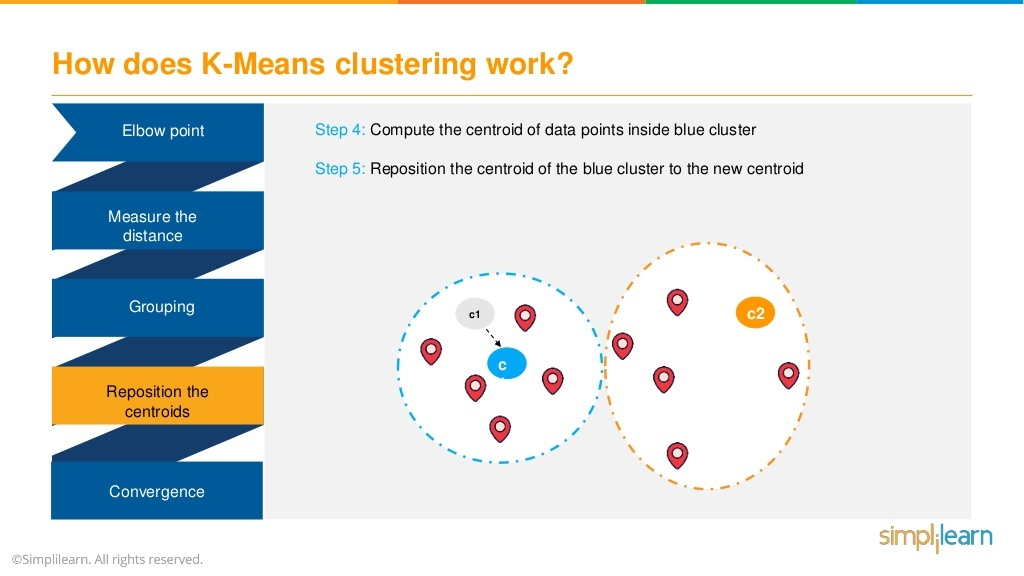 How does K-Means clustering work?
Elbow point
Measure the
distance
Grouping
Reposition the
centroids
Convergence
Step 4: Compute the centroid of data points inside blue cluster
Step 5: Reposition the centroid of the blue cluster to the new centroid
c1
c
c2
simplilearn
©Simplilearn. All rights reserved.